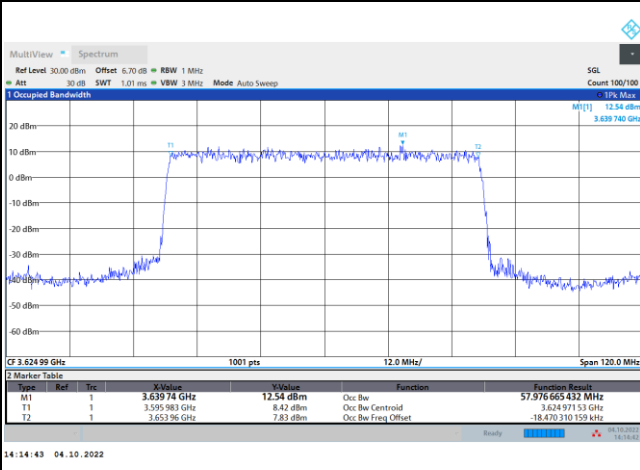 MultiView Spectrum
Ref Level 30.00 dBm Offset 6.70 dB RBW 1 MHz SGL
Att 30 dB SWT 1.01 ms VBW 3 MHz Mode Auto Sweep Count 100/100
1 Occupied Bandwidth 1Pk Max
M1[1] 12.54 dBm
3.639 740 GHz
M1
T1
T2
20 dBm
10 dBm
0 dBm
-10 dBm
-20 dBm
-30 dBm
-40 dBm
-50 dBm
-60 dBm
CF 3.624 99 GHz 1001 pts 12.0 MHz/ Span 120.0 MHz
2 Marker Table
Type Ref Trc X-Value Y-Value Function Function Result
M1 1 3.639 74 GHz 12.54 dBm Occ Bw 57.976 665 432 MHz
T1 1 3.595 983 GHz 8.42 dBm Occ Bw Centroid 3.624 971 53 GHz
T2 1 3.653 96 GHz 7.83 dBm Occ Bw Freq Offset -18.470 310 159 kHz
Ready 04.10.2022
14:14:42
14:14:43 04.10.2022